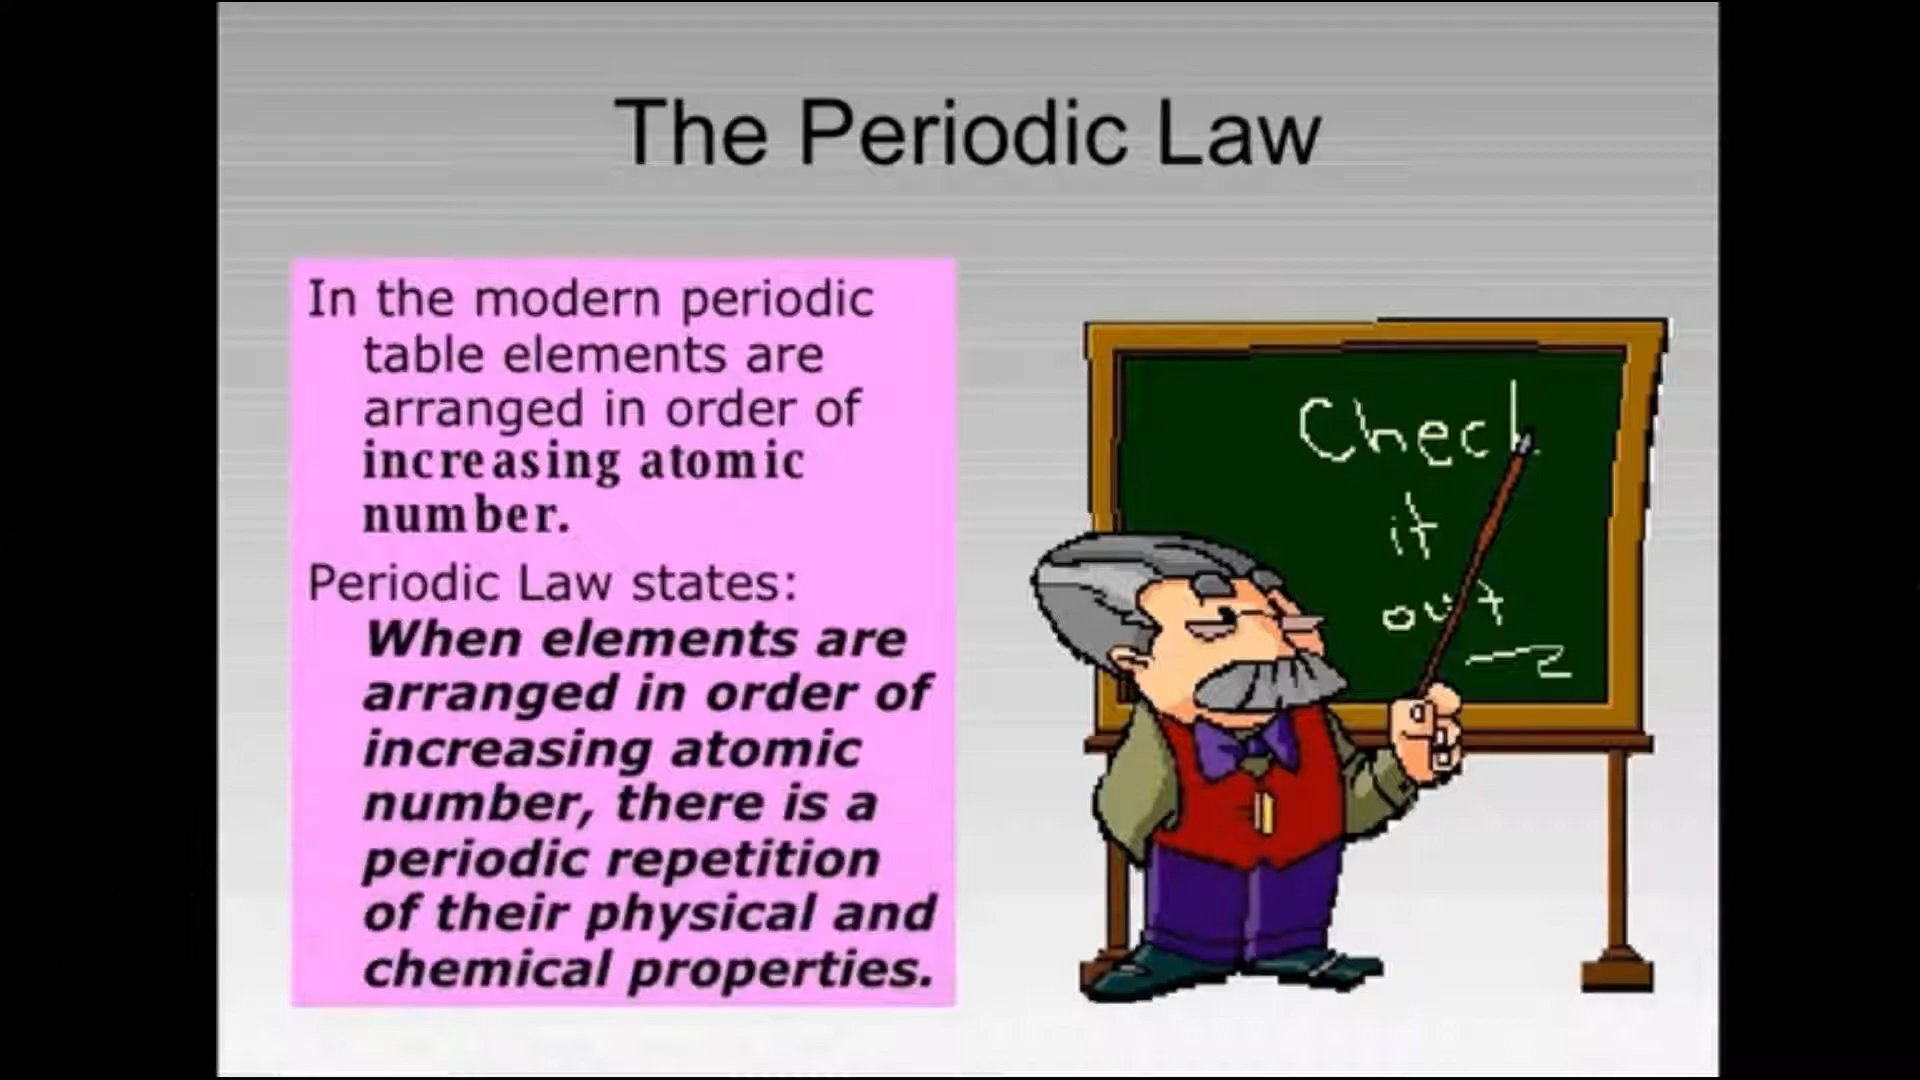 The Periodic Law
In the modern periodic
table elements are
arranged in order of
increasing atomic
number.
Periodic Law states:
When elements are
arranged in order of
increasing atomic
number, there is a
periodic repetition
of their physical and
chemical properties.
Check
it
out